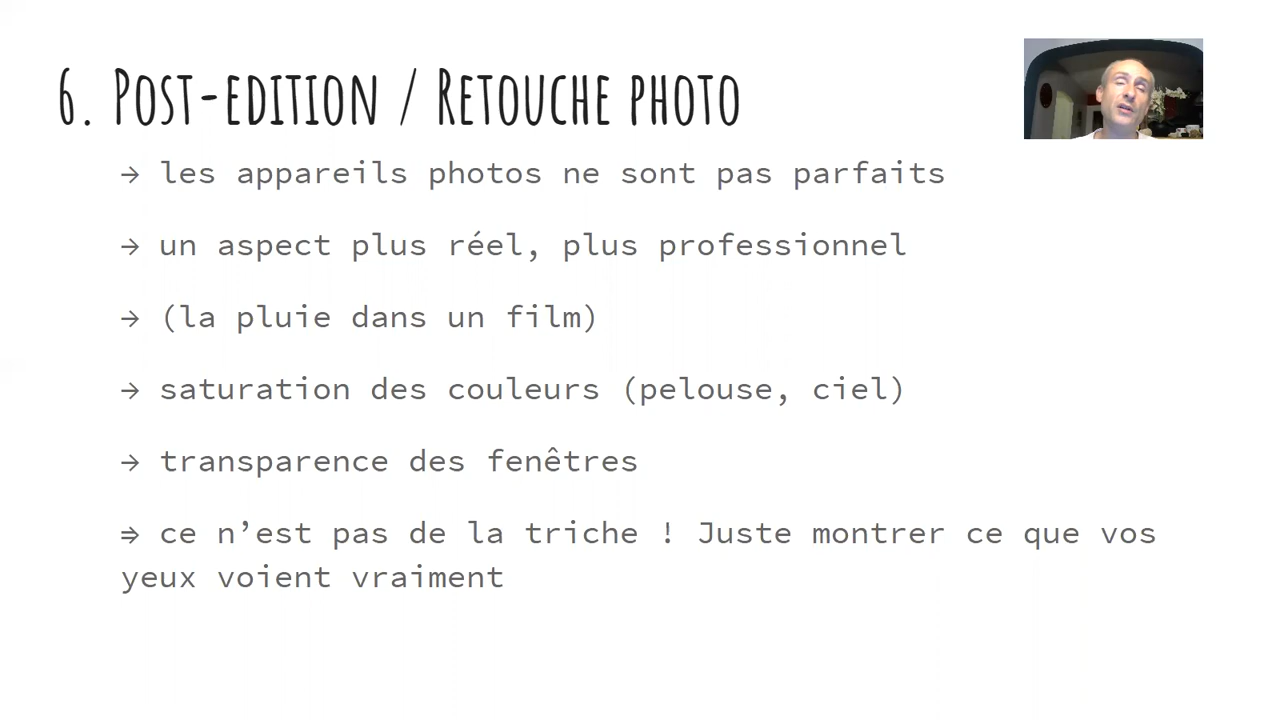 6. Post-edition / Retouche photo
→ les appareils photos ne sont pas parfaits
→ un aspect plus réel, plus professionnel
→ (la pluie dans un film)
→ saturation des couleurs (pelouse, ciel)
→ transparence des fenêtres
⇒ ce n’est pas de la triche ! Juste montrer ce que vos
yeux voient vraiment